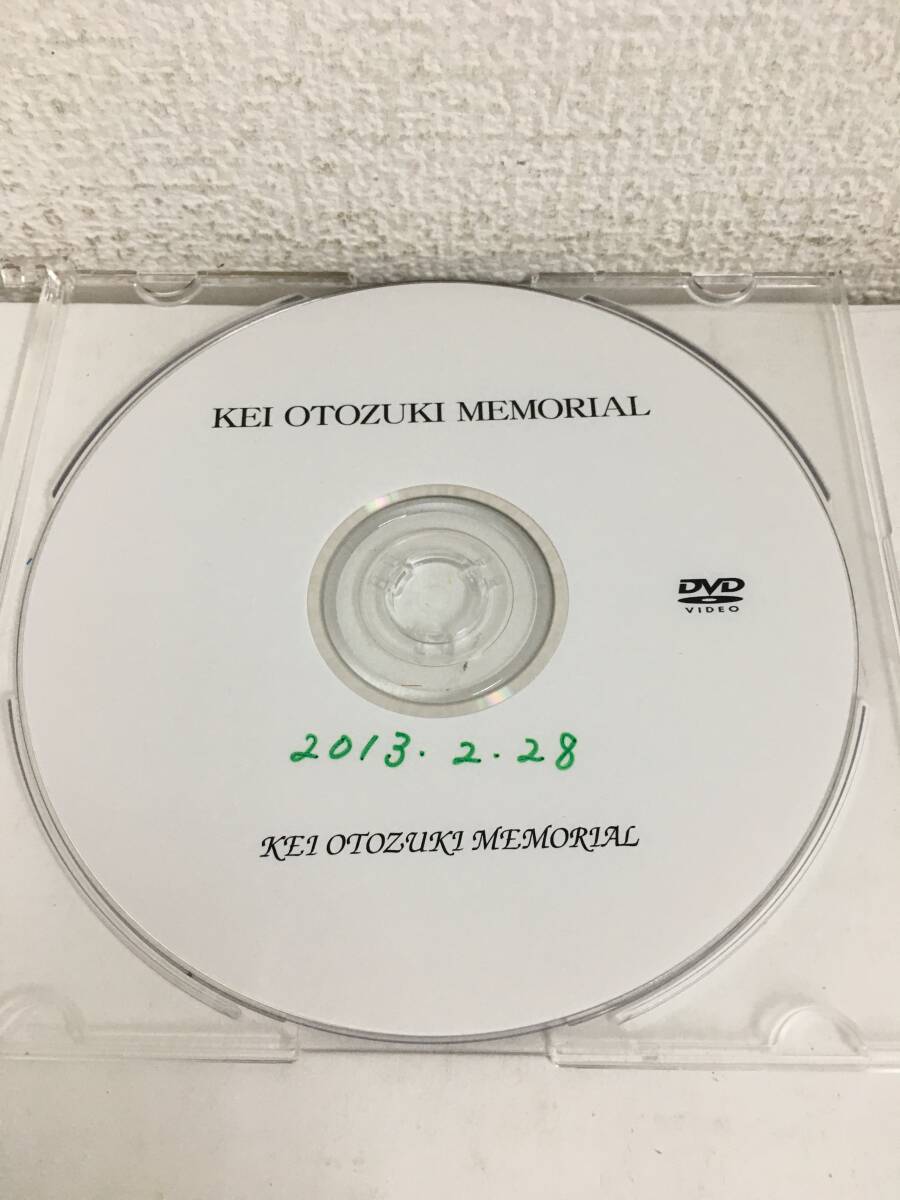 KEI OTOZUKI MEMORIAL
DVD
VIDEO
2013.2.28
KEI OTOZUKI MEMORIAL